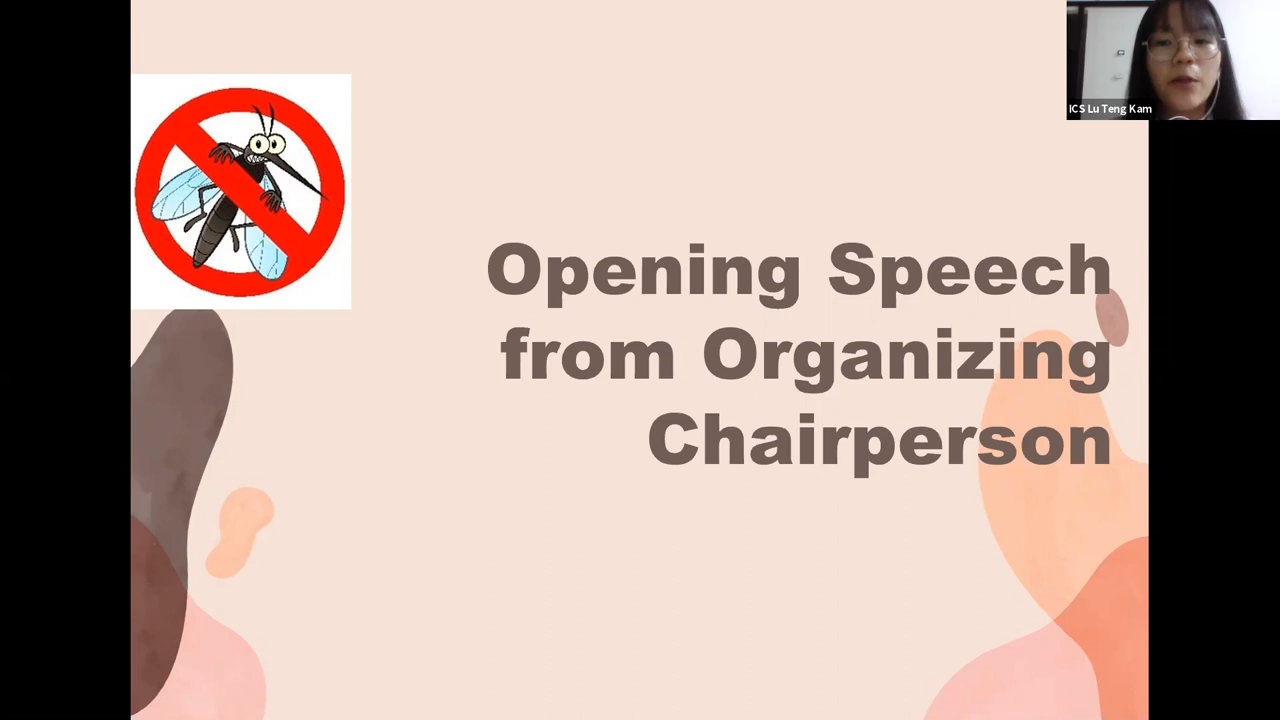 ICS Lu Teng Kam
Opening Speech
from Organizing
Chairperson